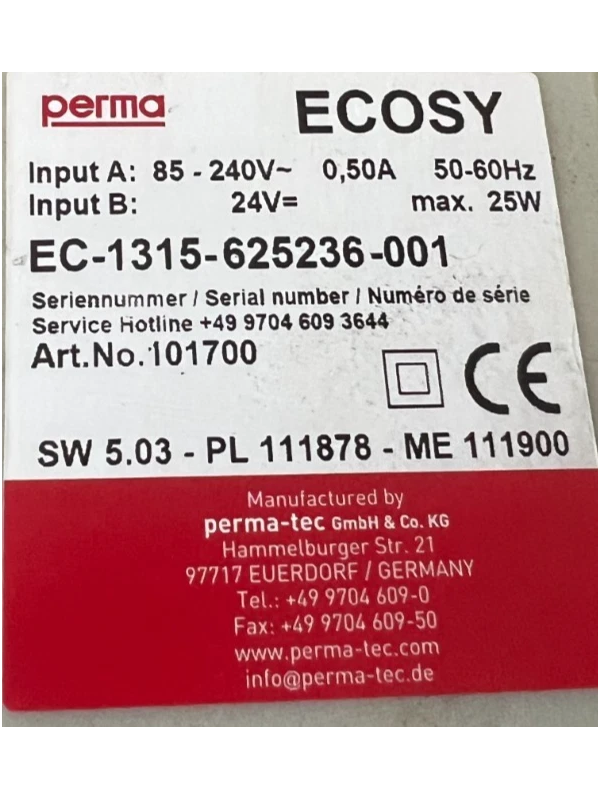 perma ECOSY
Input A: 85 - 240V~ 0,50A 50-60Hz
Input B: 24V= max. 25W
EC-1315-625236-001
Seriennummer / Serial number / Numéro de série
Service Hotline +49 9704 609 3644
Art.No.101700
CE
SW 5.03 - PL 111878 - ME 111900
Manufactured by
perma-tec GmbH & Co. KG
Hammelburger Str. 21
97717 EUERDORF / GERMANY
Tel.: +49 9704 609-0
Fax: +49 9704 609-50
www.perma-tec.com
info@perma-tec.de